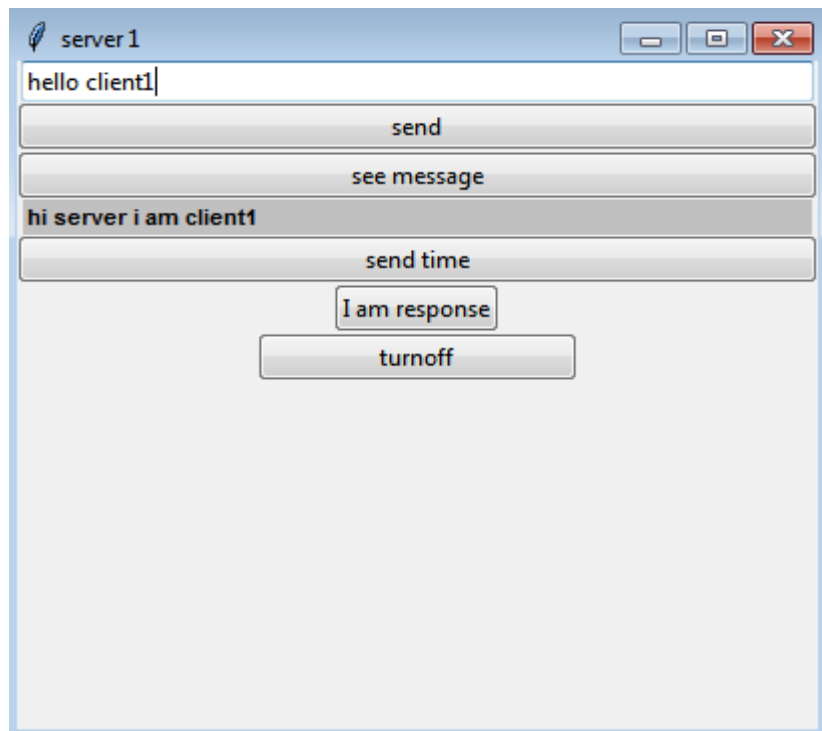 server 1
hello client1
send
see message
hi server i am client1
send time
I am response
turnoff